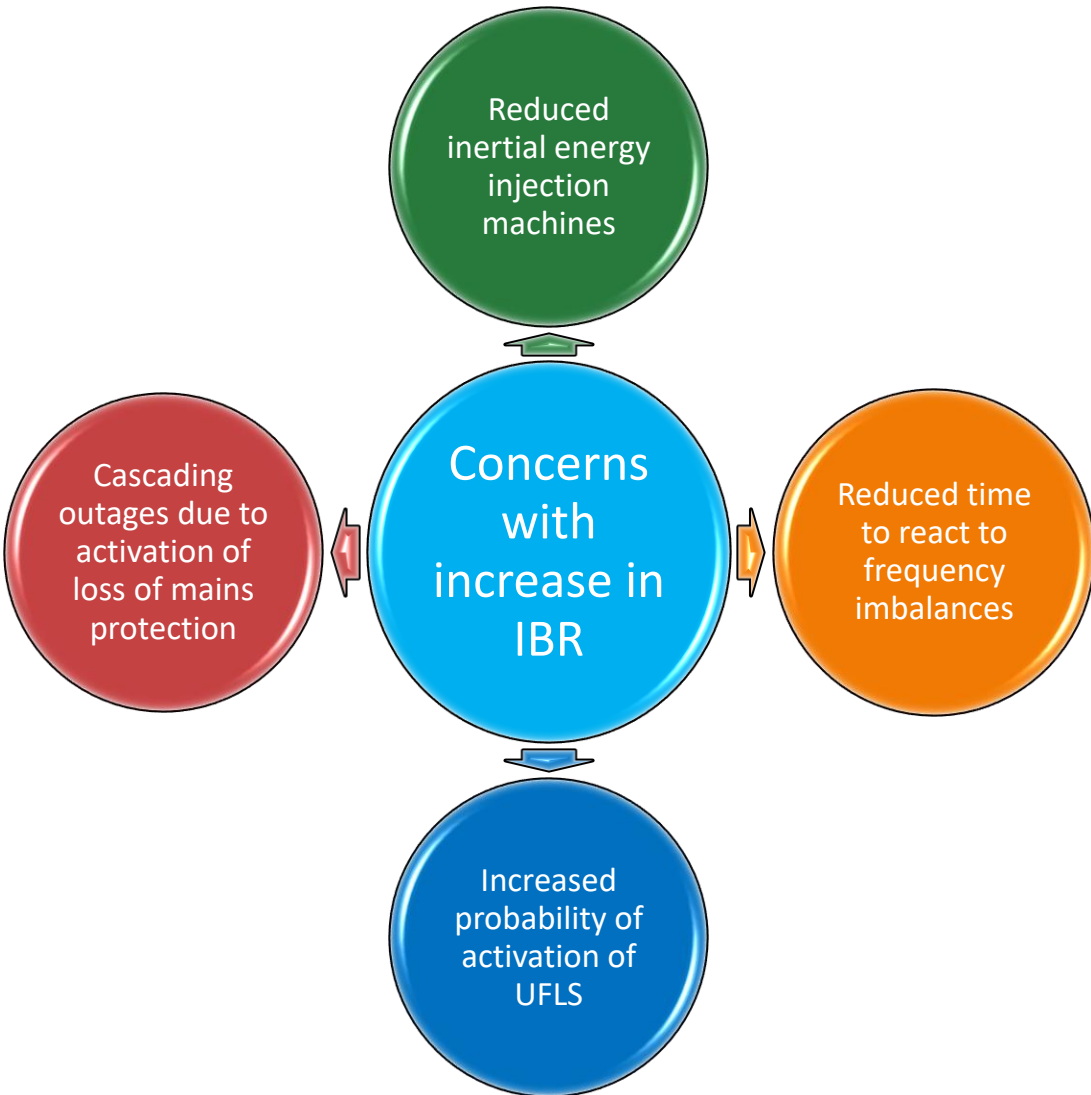 Reduced
inertial energy
injection
machines
Cascading
outages due to
activation of
loss of mains
protection
Concerns
with
increase in
IBR
Reduced time
to react to
frequency
imbalances
Increased
probability of
activation of
UFLS